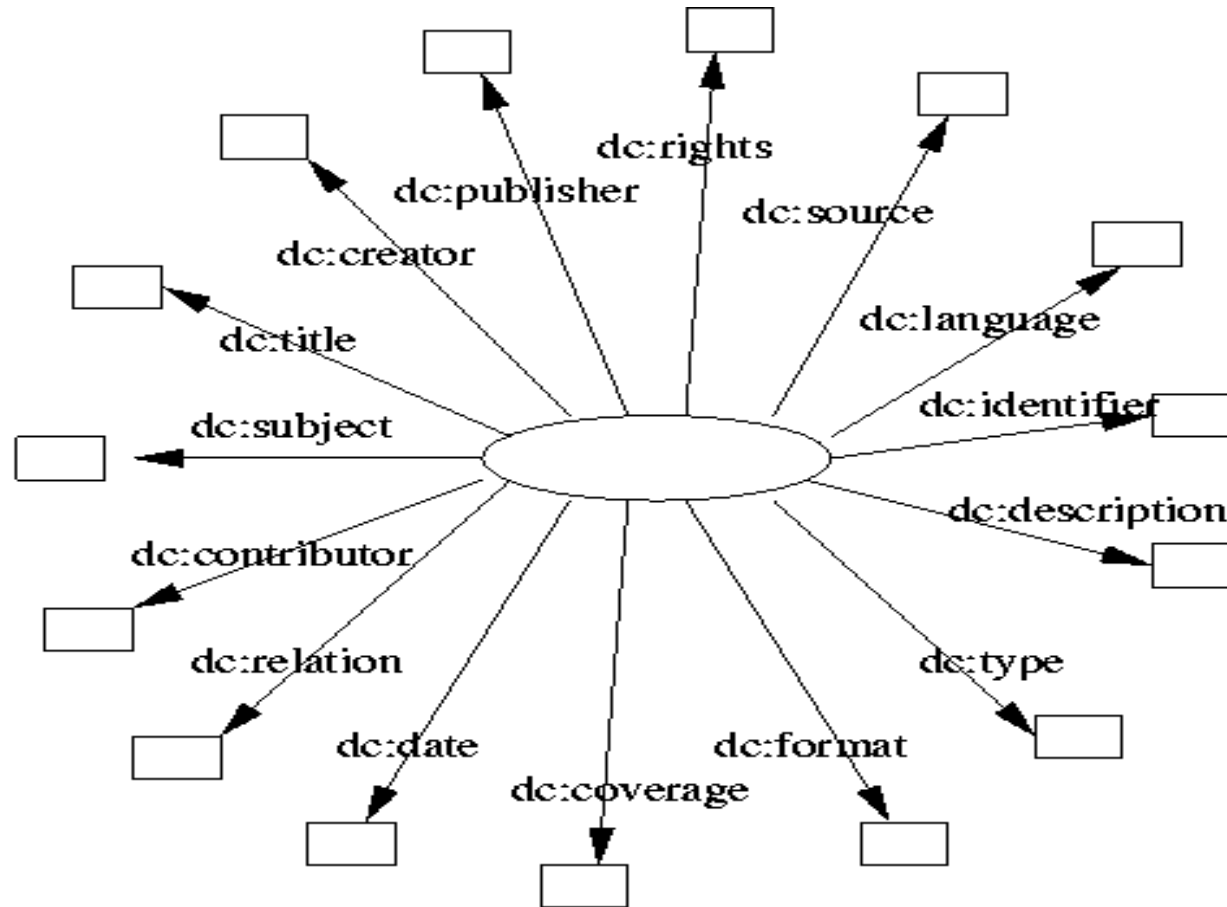 dc:rights
dc:publisher
dc:source
dc:creator
dc:language
dc:title
dc:identifier
dc:subject
dc:description
dc:contributor
dc:relation
dc:type
dc:date
dc:format
dc:coverage